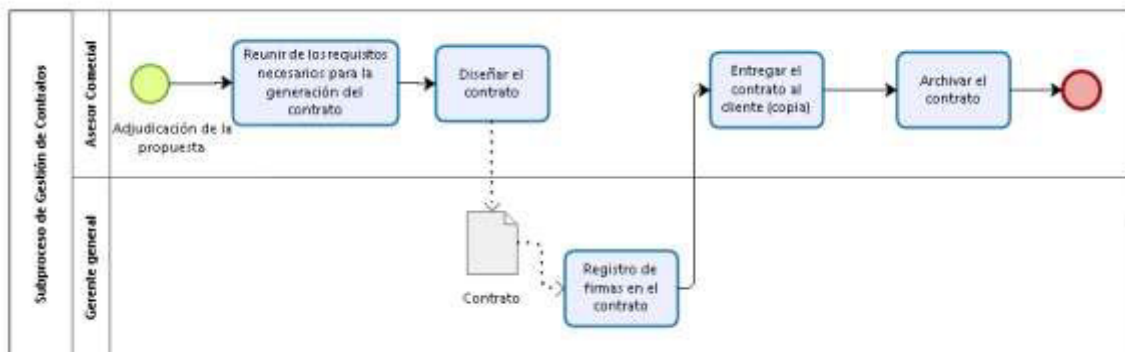 Subproceso de Gestión de Contratos
Asesor Comecial
Adjudicación de la
propuesta
Reunir de los requisitos
necesarios para la
generación del
contrato
Diseñar el
contrato
Entregar el
contrato al
cliente (copia)
Archivar el
contrato
Gerente general
Contrato
Registro de
firmas en el
contrato